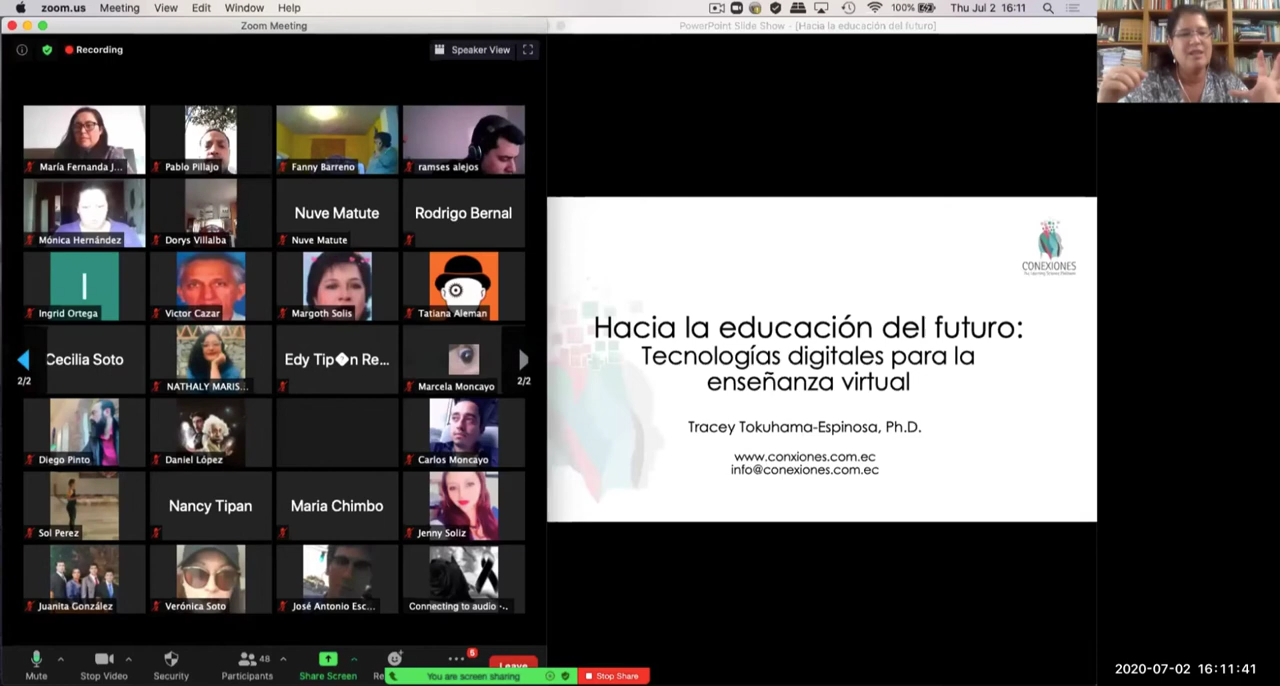 zoom.us Meeting View Edit Window Help
100% Thu Jul 2 16:11
Zoom Meeting
PowerPoint Slide Show - [Hacia la educación del futuro]
Recording
Speaker View
María Fernanda J...
Pablo Pillajo
Fanny Barreno
ramses alejos
Mónica Hernández
Dorys Villalba
Nuve Matute
Nuve Matute
Rodrigo Bernal
Ingrid Ortega
I
Victor Cazar
Margoth Solis
Tatiana Aleman
Cecilia Soto
NATHALY MARIS...
Edy Tip�n Re...
Marcela Moncayo
2/2
2/2
Diego Pinto
Daniel López
Carlos Moncayo
Sol Perez
Nancy Tipan
Maria Chimbo
Jenny Soliz
Juanita González
Verónica Soto
José Antonio Esc...
Connecting to audio ·..
Mute
Stop Video
Security
48
Participants
Share Screen
Re
6
Leave
You are screen sharing
Stop Share
CONEXIONES
Hacia la educación del futuro:
Tecnologías digitales para la
enseñanza virtual
Tracey Tokuhama-Espinosa, Ph.D.
www.conxiones.com.ec
info@conexiones.com.ec
2020-07-02 16:11:41